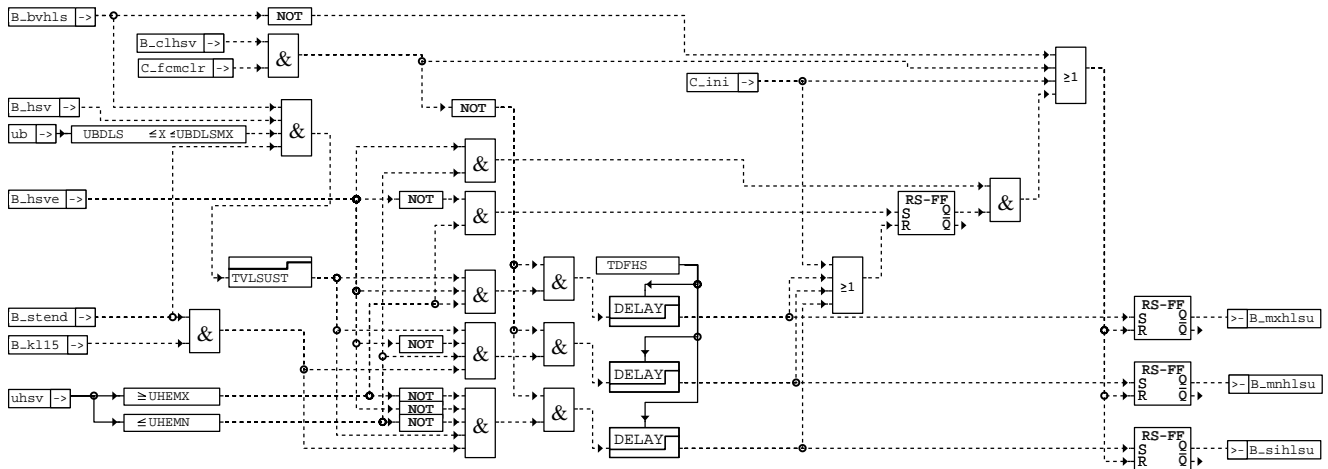 B_bvhls ->
NOT
B_clhsv ->
&
C_fcmclr ->
C_ini ->
≥1
B_hsv ->
NOT
ub -> UBDLS ≤X ≤UBDLSMX
&
&
B_hsve ->
NOT
&
RS-FF
S Q
R Q̅
&
TVLSUST
&
&
TDFHS
≥1
DELAY
B_stend ->
&
B_kl15 ->
&
NOT
&
DELAY
RS-FF
S Q
R Q̅
>- B_mxhlsu
uhsv ->
≥UHEMX
≤UHEMN
NOT
NOT
NOT
&
&
DELAY
RS-FF
S Q
R Q̅
>- B_mnhlsu
RS-FF
S Q
R Q̅
>- B_sihlsu